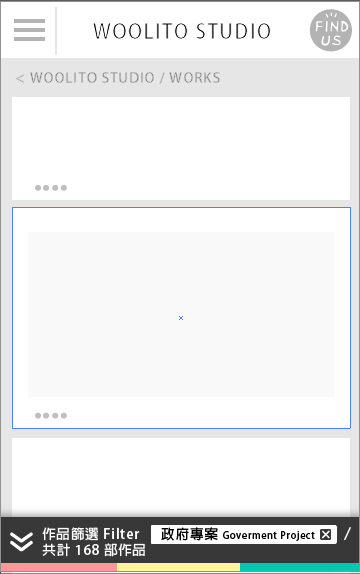 WOOLITO STUDIO
FIND
US
< WOOLITO STUDIO / WORKS
作品篩選 Filter
政府專案 Goverment Project
/
共計 168 部作品